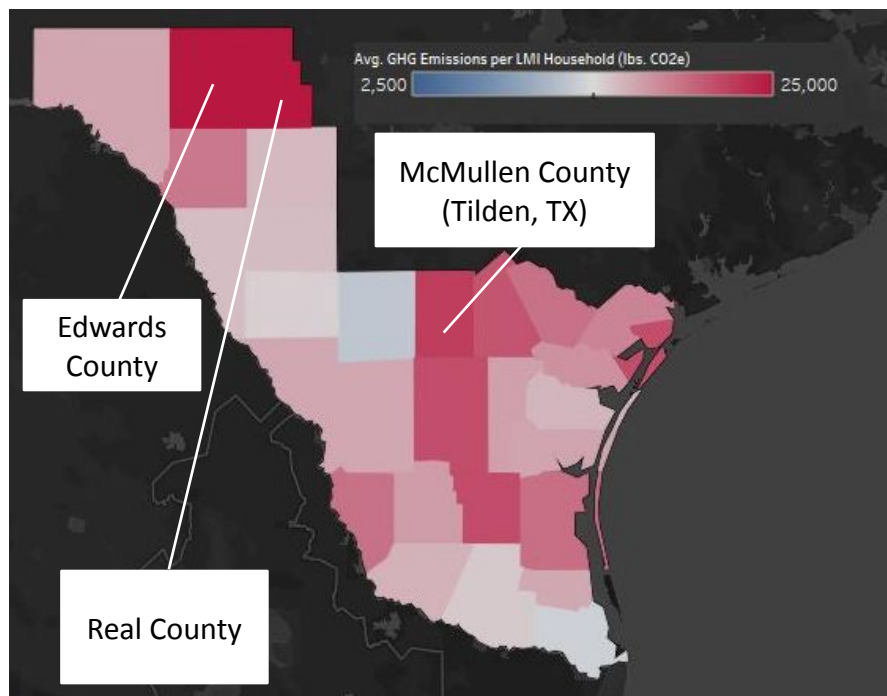 Avg. GHG Emissions per LMI Household (lbs. CO2e)
2,500
25,000
McMullen County
(Tilden, TX)
Edwards
County
Real County